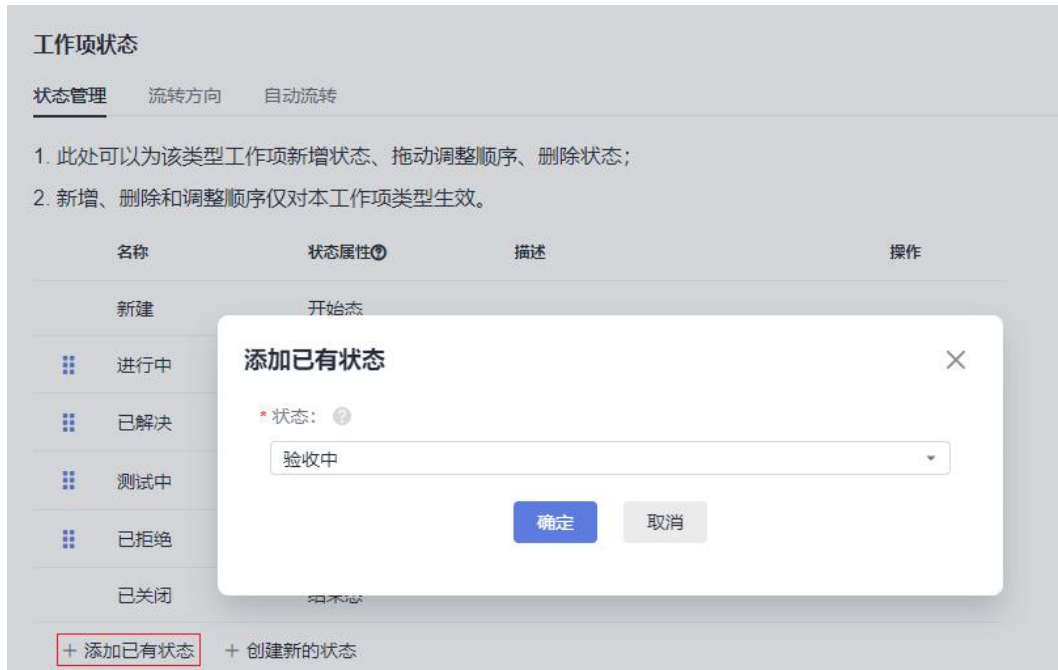 工作项状态
状态管理 流转方向 自动流转
1. 此处可以为该类型工作项新增状态、拖动调整顺序、删除状态；
2. 新增、删除和调整顺序仅对本工作项类型生效。
名称 状态属性 描述 操作
新建 开始态
进行中
添加已有状态
已解决
* 状态：
验收中
测试中
确定 取消
已拒绝
已关闭 结束态
+ 添加已有状态 + 创建新的状态